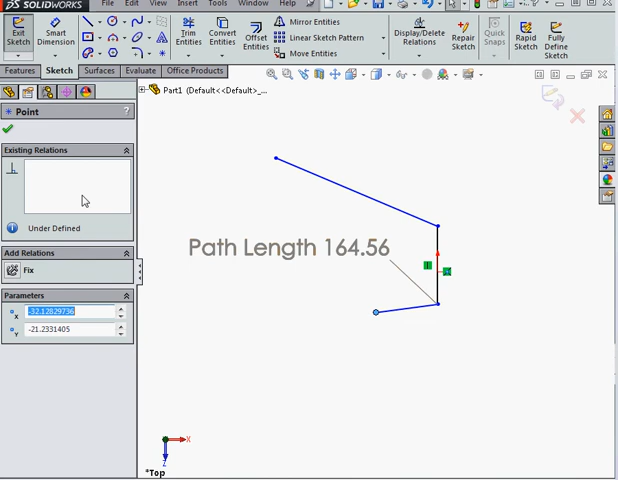 SOLIDWORKS File Edit View Insert Tools Window Help
Exit Sketch
Smart Dimension
Trim Entities
Convert Entities
Offset Entities
Mirror Entities
Linear Sketch Pattern
Move Entities
Display/Delete Relations
Repair Sketch
Quick Snaps
Rapid Sketch
Fully Define Sketch
Features Sketch Surfaces Evaluate Office Products
Point ?
Part1 (Default<<Default>_...
Existing Relations
Under Defined
Add Relations
Fix
Parameters
X -32.12829736
Y -21.2331405
Path Length 164.56
X
Z
*Top